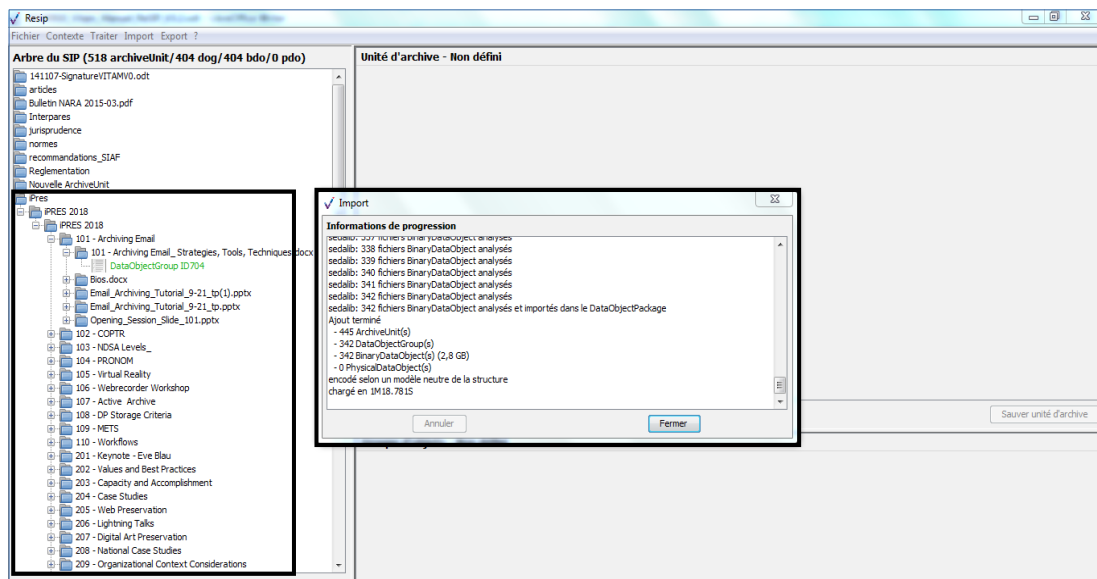 Resip
Fichier Contexte Traiter Import Export ?
Arbre du SIP (518 archiveUnit/404 dog/404 bdo/0 pdo)
141107-SignatureVITAMV0.odt
articles
Bulletin NARA 2015-03.pdf
Interpares
jurisprudence
normes
recommandations_SIAF
Reglementation
Nouvelle ArchiveUnit
iPres
iPRES 2018
iPRES 2018
101 - Archiving Email
101 - Archiving Email_ Strategies, Tools, Techniques.docx
DataObjectGroup ID704
Bios.docx
Email_Archiving_Tutorial_9-21_tp(1).pptx
Email_Archiving_Tutorial_9-21_tp.pptx
Opening_Session_Slide_101.pptx
102 - COPTR
103 - NDSA Levels_
104 - PRONOM
105 - Virtual Reality
106 - Webrecorder Workshop
107 - Active Archive
108 - DP Storage Criteria
109 - METS
110 - Workflows
201 - Keynote - Eve Blau
202 - Values and Best Practices
203 - Capacity and Accomplishment
204 - Case Studies
205 - Web Preservation
206 - Lightning Talks
207 - Digital Art Preservation
208 - National Case Studies
209 - Organizational Context Considerations
Unité d'archive - Non défini
Import
Informations de progression
sedalib: 337 fichiers BinaryDataObject analysés
sedalib: 338 fichiers BinaryDataObject analysés
sedalib: 339 fichiers BinaryDataObject analysés
sedalib: 340 fichiers BinaryDataObject analysés
sedalib: 341 fichiers BinaryDataObject analysés
sedalib: 342 fichiers BinaryDataObject analysés
sedalib: 342 fichiers BinaryDataObject analysés et importés dans le DataObjectPackage
Ajout terminé
- 445 ArchiveUnit(s)
- 342 DataObjectGroup(s)
- 342 BinaryDataObject(s) (2,8 GB)
- 0 PhysicalDataObject(s)
encodé selon un modèle neutre de la structure
chargé en 1M18.781S
Annuler
Fermer
Sauver unité d'archive